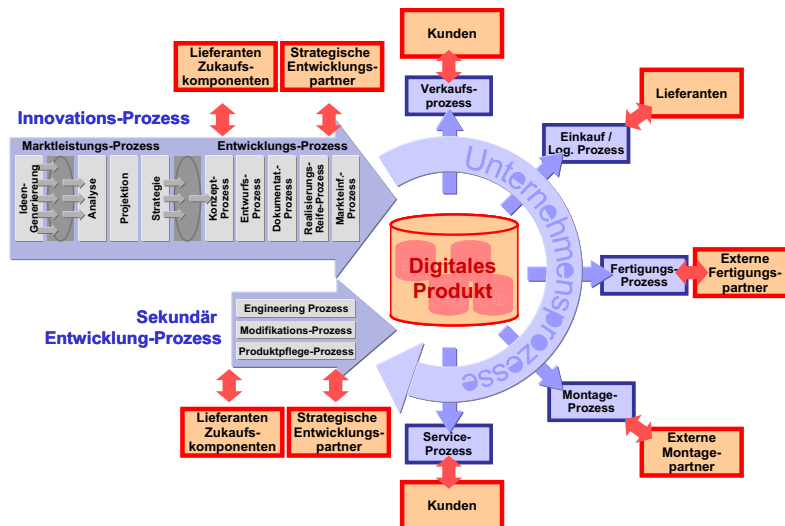 Kunden
Lieferanten
Zukaufs-
komponenten
Strategische
Entwicklungs-
partner
Verkaufs-
prozess
Lieferanten
Innovations-Prozess
Einkauf /
Log. Prozess
Marktleistungs-Prozess
Entwicklungs-Prozess
Ideen-
Generiereung
Analyse
Projektion
Strategie
Konzept-
Prozess
Entwurfs-
Prozess
Dokumentat.-
Prozess
Realisierungs-
Reife-Prozess
Markteinf.-
Prozess
Unternehmensprozesse
Digitales
Produkt
Fertigungs-
Prozess
Externe
Fertigungs-
partner
Sekundär
Entwicklung-Prozess
Engineering Prozess
Modifikations-Prozess
Produktpflege-Prozess
Montage-
Prozess
Lieferanten
Zukaufs-
komponenten
Strategische
Entwicklungs-
partner
Service-
Prozess
Externe
Montage-
partner
Kunden